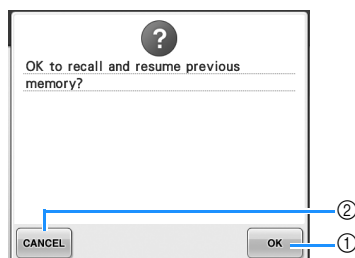 ?
OK to recall and resume previous
memory?
②
CANCEL OK ①